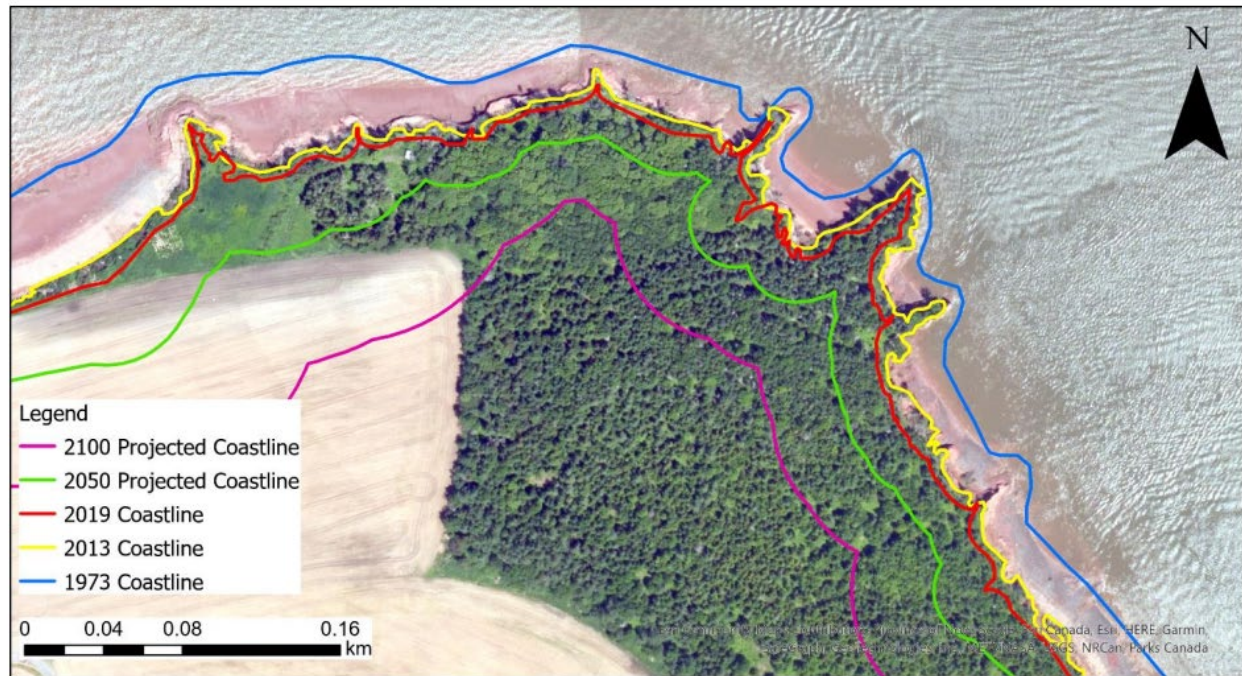 N
Legend
2100 Projected Coastline
2050 Projected Coastline
2019 Coastline
2013 Coastline
1973 Coastline
0 0.04 0.08 0.16
km
Canada, Esri, HERE, Garmin,
NRCan, Parks Canada